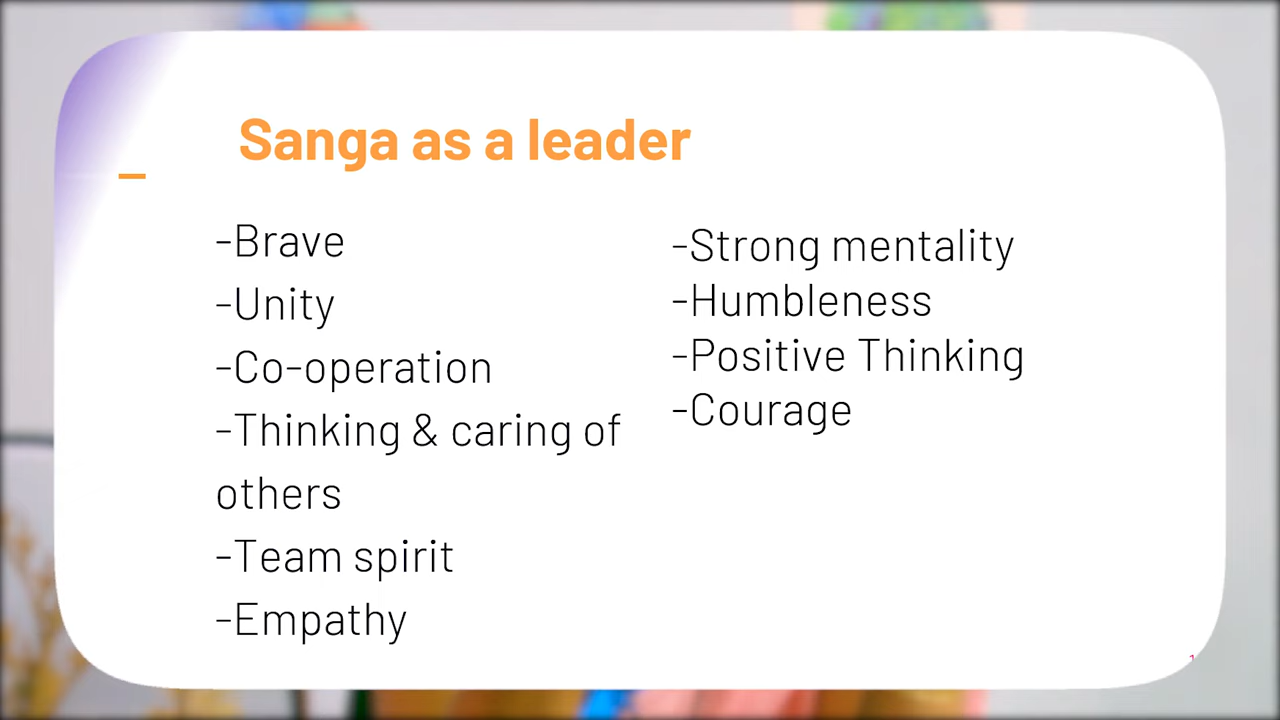 Sanga as a leader
-Brave
-Unity
-Co-operation
-Thinking & caring of
others
-Team spirit
-Empathy
-Strong mentality
-Humbleness
-Positive Thinking
-Courage